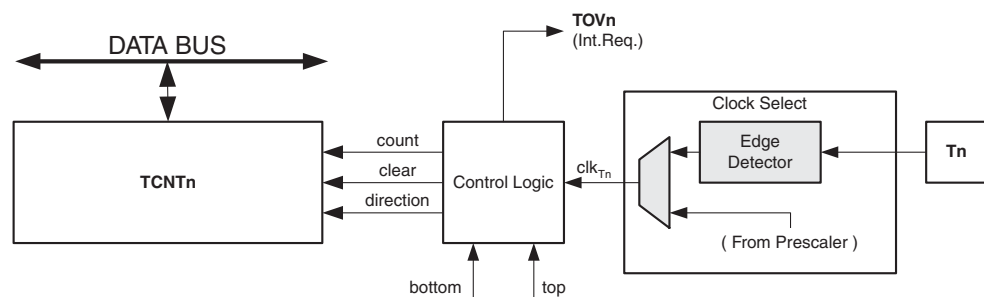 TOVn
(Int.Req.)
DATA BUS
Clock Select
TCNTn
count
clear
direction
Control Logic
clkTn
Edge
Detector
Tn
( From Prescaler )
bottom
top